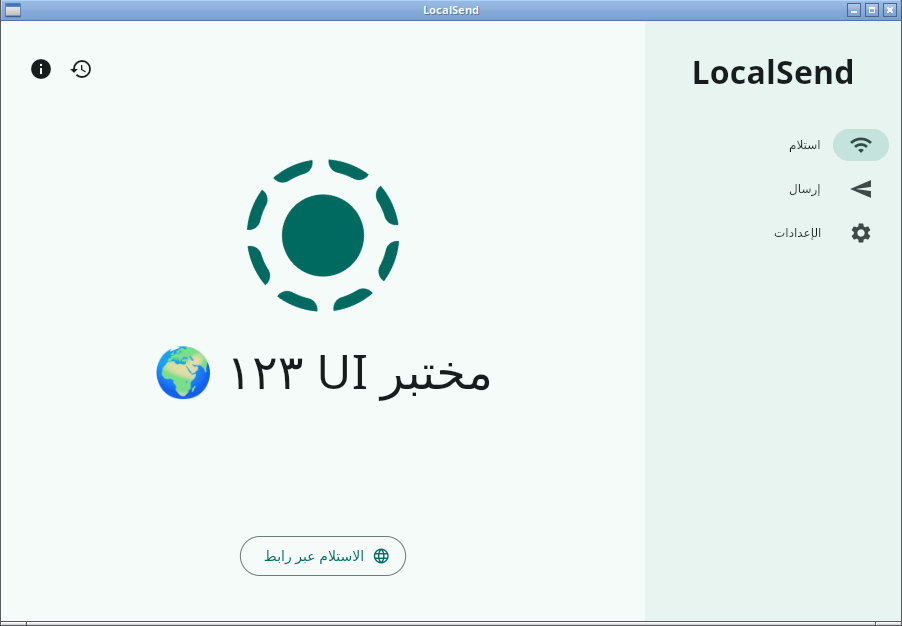 LocalSend
LocalSend
استلام
إرسال
الإعدادات
مختبر UI ١٢٣ 🌍
الاستلام عبر رابط